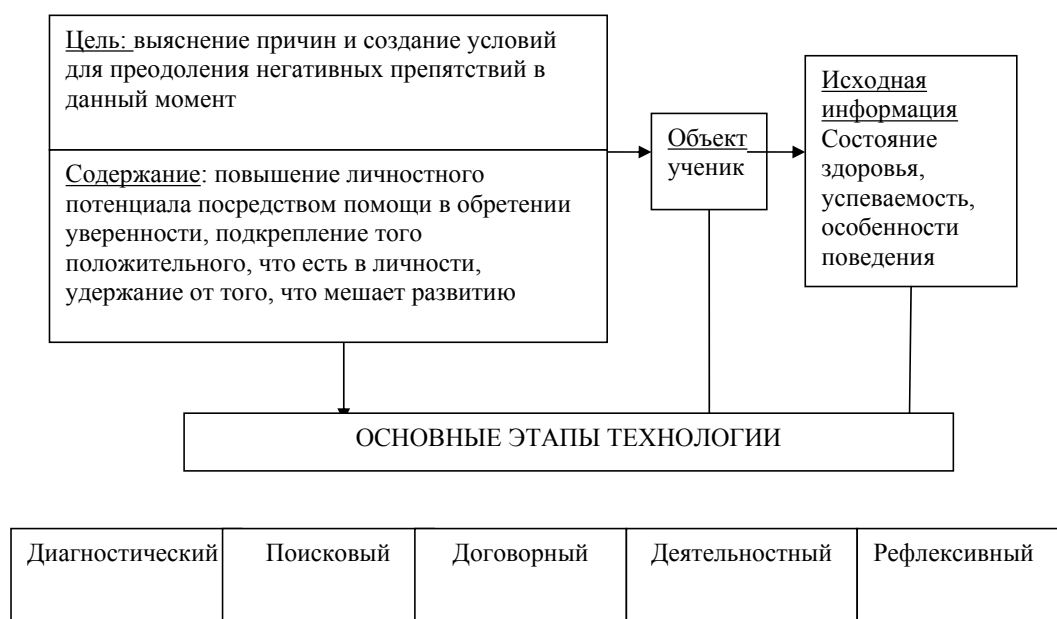 Цель: выяснение причин и создание условий
для преодоления негативных препятствий в
данный момент
Содержание: повышение личностного
потенциала посредством помощи в обретении
уверенности, подкрепление того
положительного, что есть в личности,
удержание от того, что мешает развитию
Объект
ученик
Исходная
информация
Состояние
здоровья,
успеваемость,
особенности
поведения
ОСНОВНЫЕ ЭТАПЫ ТЕХНОЛОГИИ
Диагностический
Поисковый
Договорный
Деятельностный
Рефлексивный